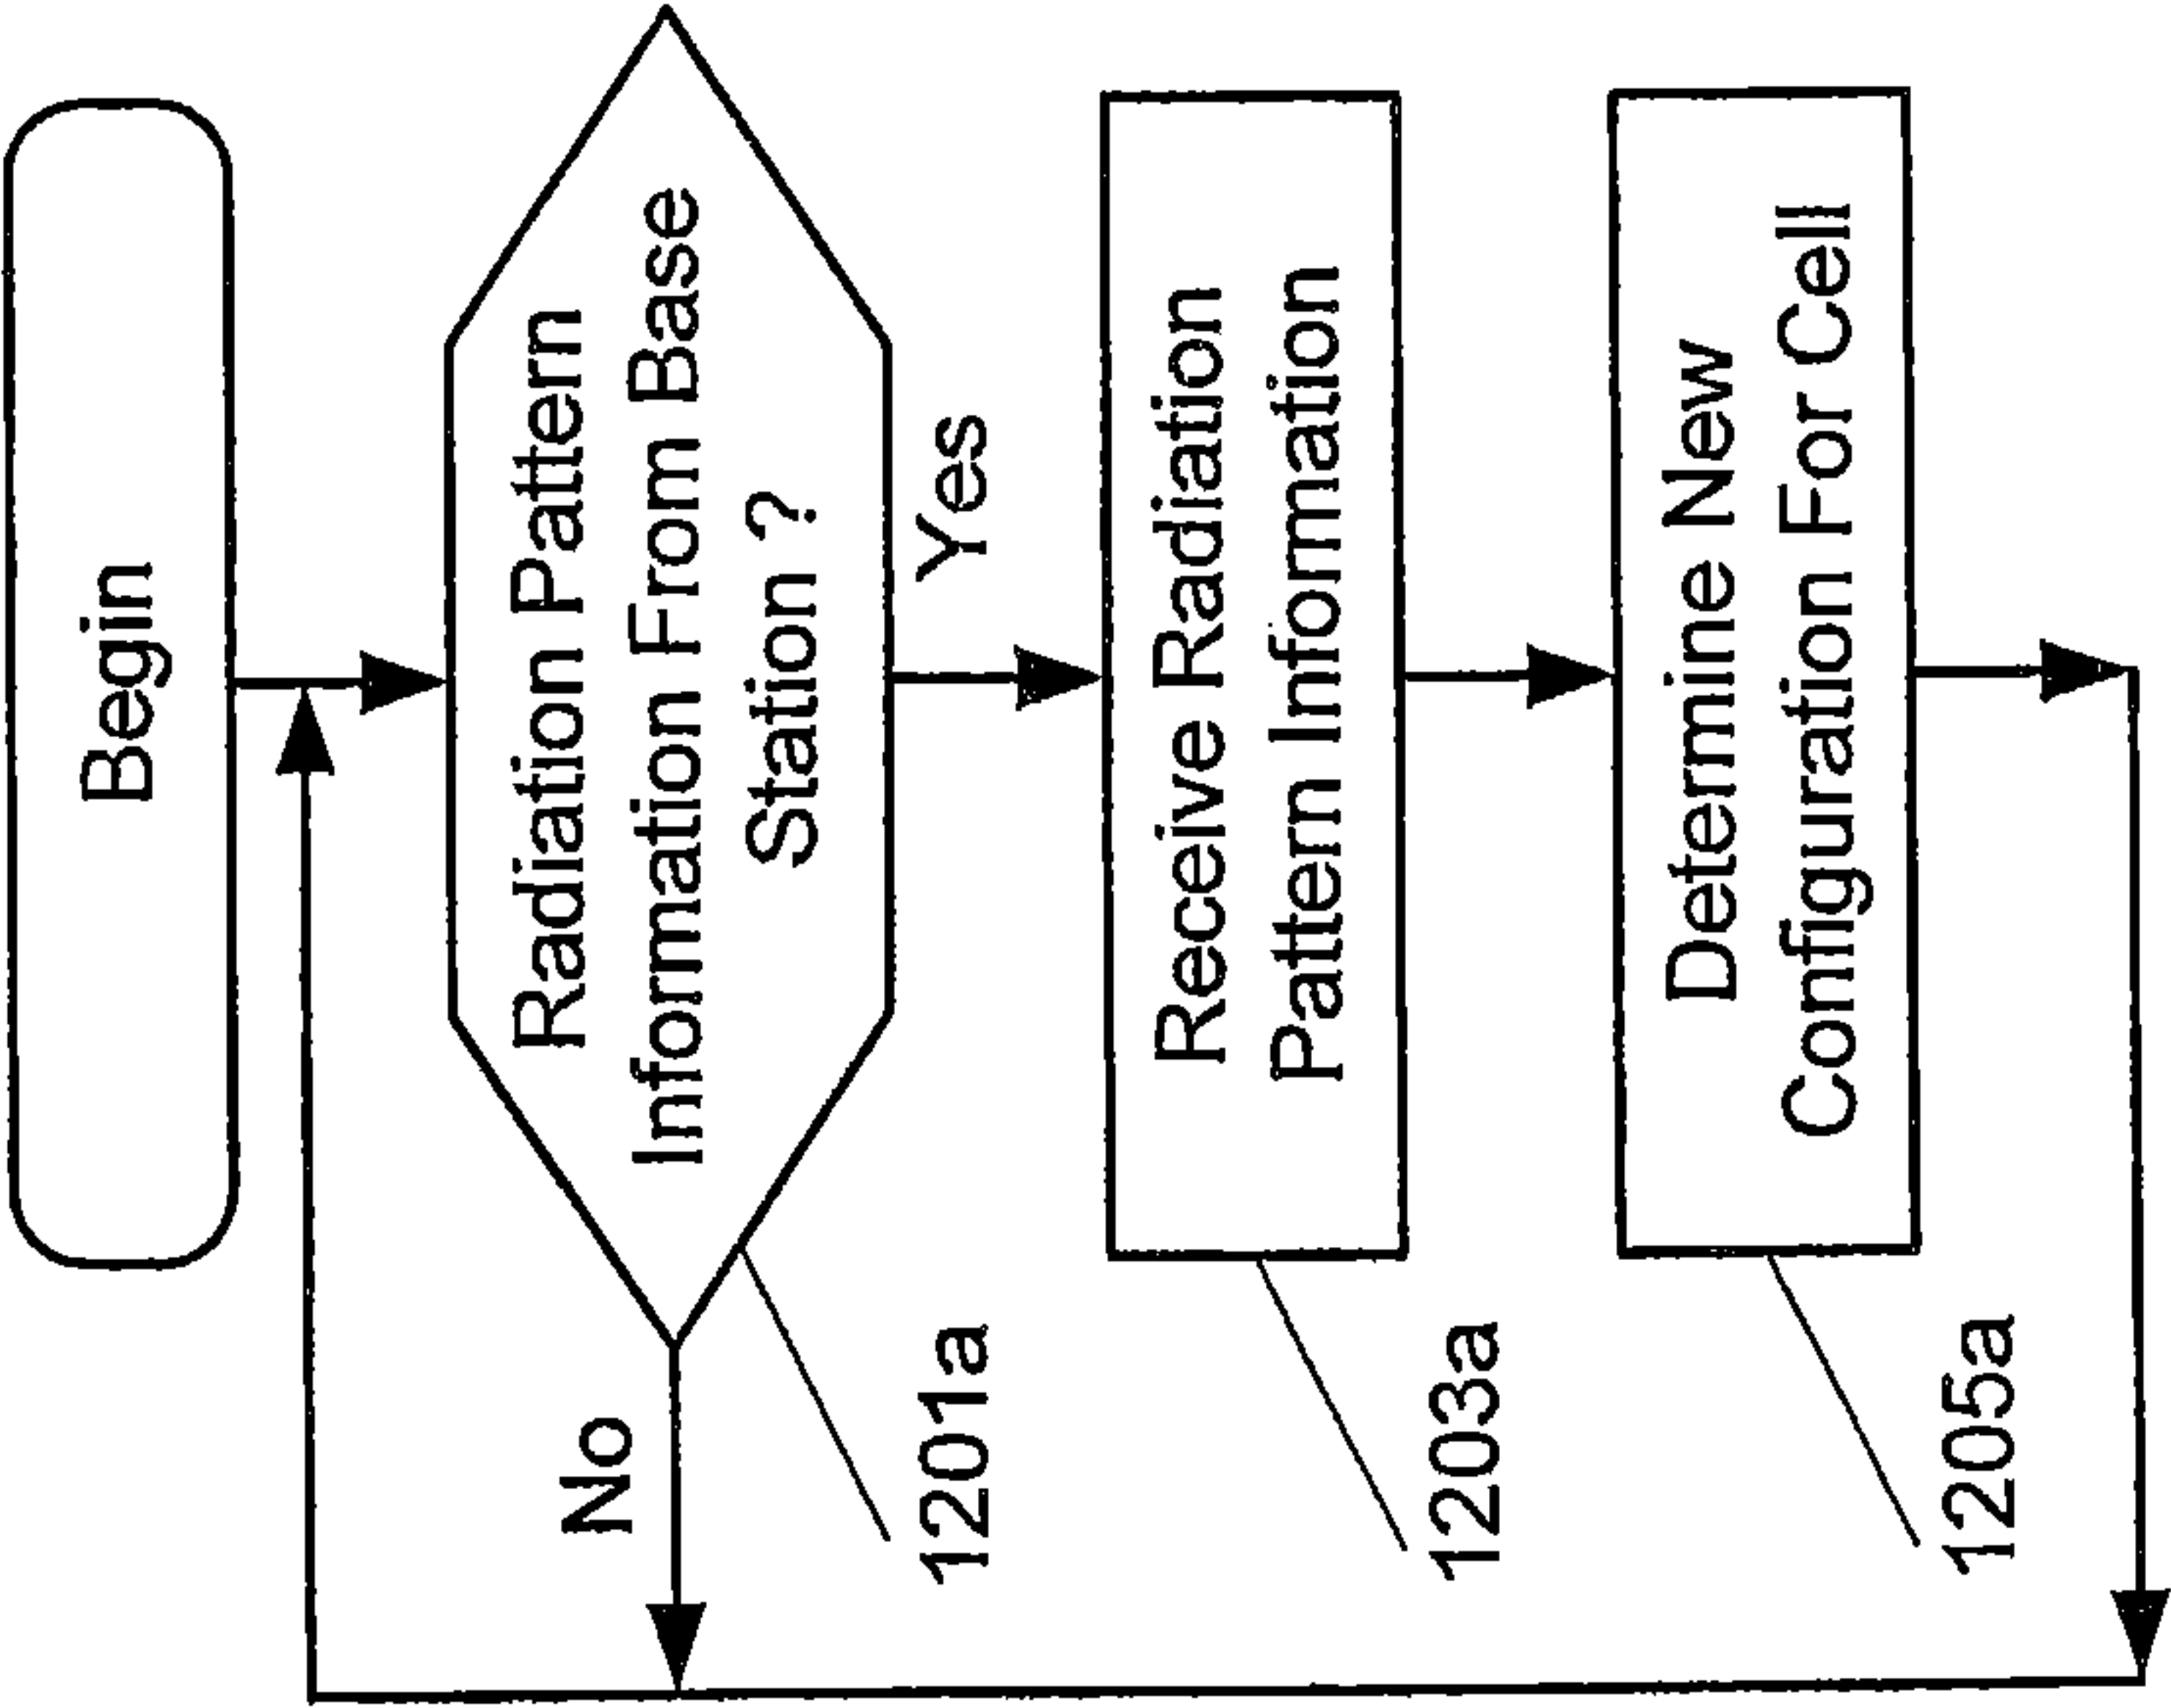 Begin
Radiation Pattern
Information From Base
Station ?
No
Yes
1201a
Receive Radiation
Pattern Information
1203a
Determine New
Configuration For Cell
1205a